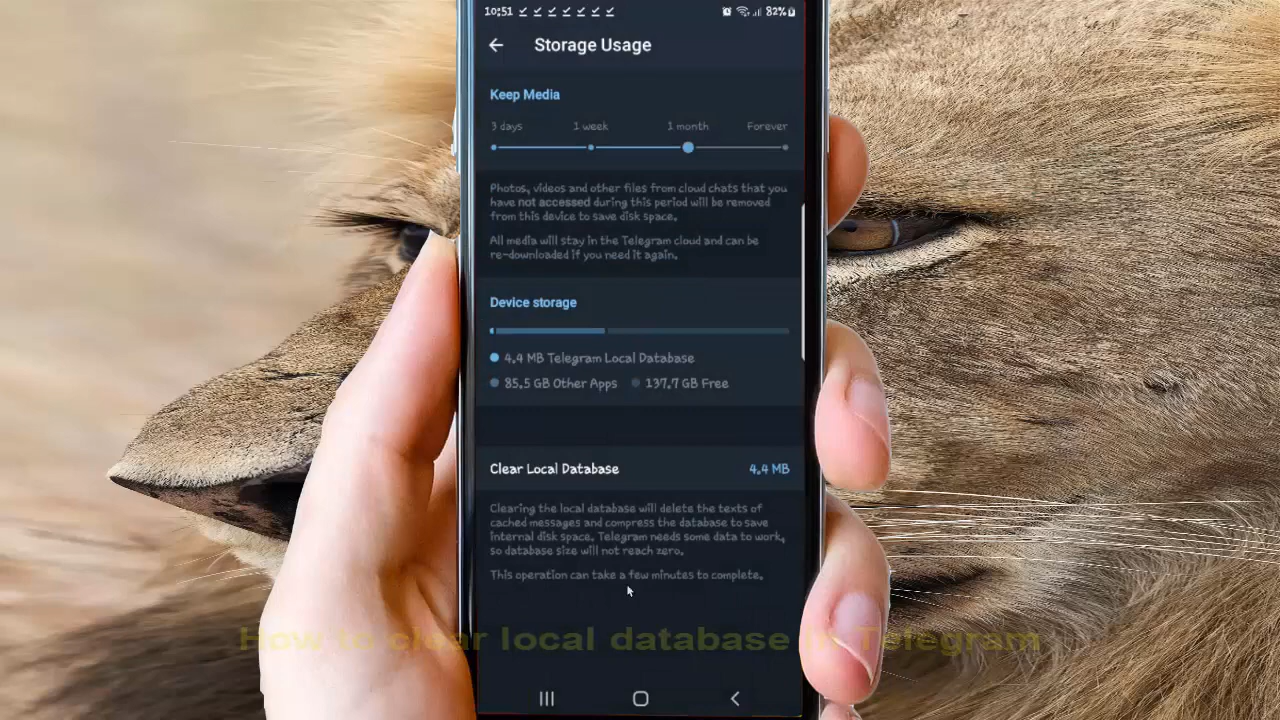 10:51
82%
Storage Usage
Keep Media
3 days 1 week 1 month Forever
Photos, videos and other files from cloud chats that you
have not accessed during this period will be removed
from this device to save disk space.
All media will stay in the Telegram cloud and can be
re-downloaded if you need it again.
Device storage
4.4 MB Telegram Local Database
85.5 GB Other Apps 137.7 GB Free
Clear Local Database 4.4 MB
Clearing the local database will delete the texts of
cached messages and compress the database to save
internal disk space. Telegram needs some data to work,
so database size will not reach zero.
This operation can take a few minutes to complete.
How to clear local database in Telegram